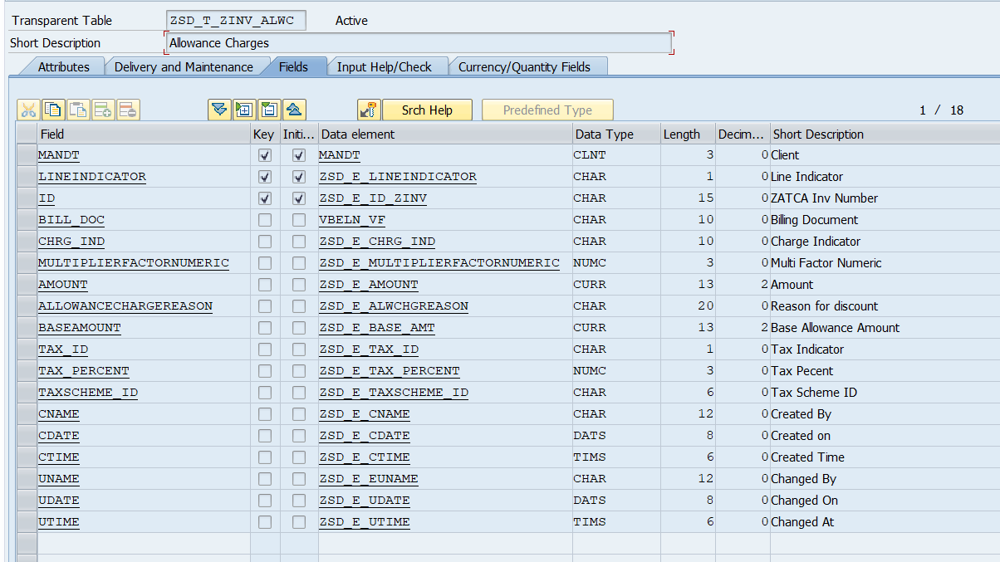 Transparent Table ZSD_T_ZINV_ALWC Active
Short Description Allowance Charges
Attributes Delivery and Maintenance Fields Input Help/Check Currency/Quantity Fields
Srch Help Predefined Type 1 / 18
Field Key Initi... Data element Data Type Length Decim... Short Description
MANDT MANDT CLNT 3 0 Client
LINEINDICATOR ZSD_E_LINEINDICATOR CHAR 1 0 Line Indicator
ID ZSD_E_ID_ZINV CHAR 15 0 ZATCA Inv Number
BILL_DOC VBELN_VF CHAR 10 0 Billing Document
CHRG_IND ZSD_E_CHRG_IND CHAR 10 0 Charge Indicator
MULTIPLIERFACTORNUMERIC ZSD_E_MULTIPLIERFACTORNUMERIC NUMC 3 0 Multi Factor Numeric
AMOUNT ZSD_E_AMOUNT CURR 13 2 Amount
ALLOWANCECHARGEREASON ZSD_E_ALWCHGREASON CHAR 20 0 Reason for discount
BASEAMOUNT ZSD_E_BASE_AMT CURR 13 2 Base Allowance Amount
TAX_ID ZSD_E_TAX_ID CHAR 1 0 Tax Indicator
TAX_PERCENT ZSD_E_TAX_PERCENT NUMC 3 0 Tax Pecent
TAXSCHEME_ID ZSD_E_TAXSCHEME_ID CHAR 6 0 Tax Scheme ID
CNAME ZSD_E_CNAME CHAR 12 0 Created By
CDATE ZSD_E_CDATE DATS 8 0 Created on
CTIME ZSD_E_CTIME TIMS 6 0 Created Time
UNAME ZSD_E_EUNAME CHAR 12 0 Changed By
UDATE ZSD_E_UDATE DATS 8 0 Changed On
UTIME ZSD_E_UTIME TIMS 6 0 Changed At